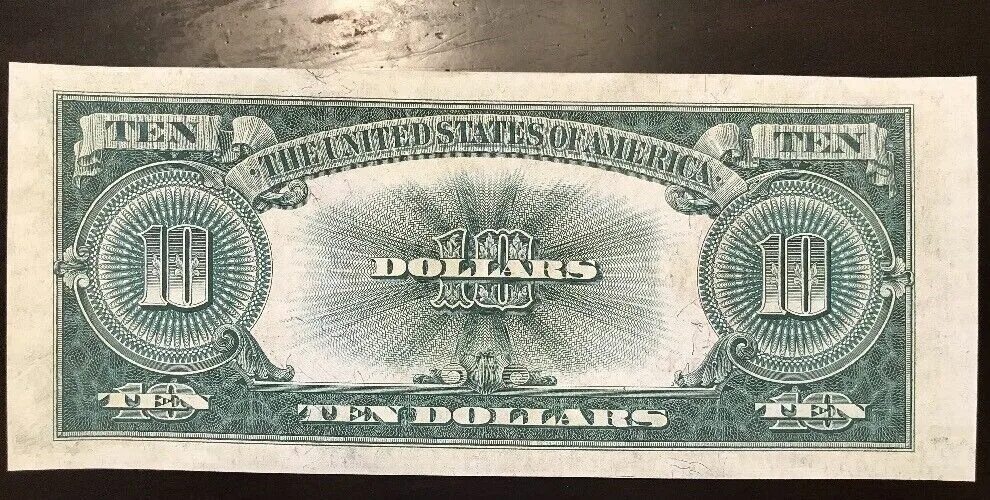 TEN
THE UNITED STATES OF AMERICA
TEN
10
10
DOLLARS
10
10
TEN
TEN DOLLARS
10
TEN